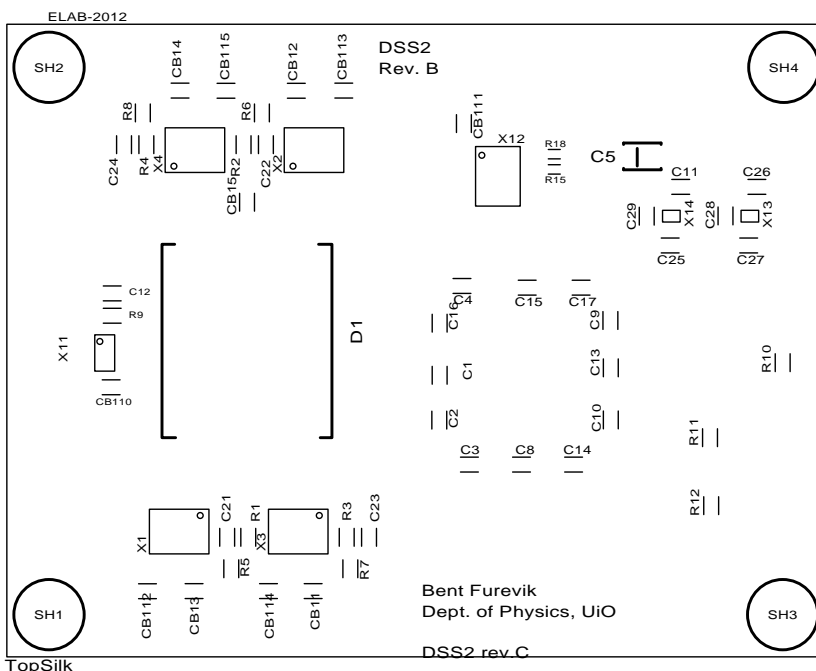 ELAB-2012
SH2
CB14
CB115
CB12
CB113
DSS2
Rev. B
SH4
R8
R6
CB111
X12
C24
R4
X4
R2
C22
X2
R18
R15
C5
C11
C26
CB15
C29
X14
C28
X13
C25
C27
C12
R9
X11
CB110
D1
C4
C15
C17
C16
C9
C1
C13
R10
C2
C10
R11
C3
C8
C14
R12
X1
C21
R1
X3
R3
C23
R5
R7
SH1
CB112
CB13
CB114
CB11
Bent Furevik
Dept. of Physics, UiO
SH3
DSS2 rev.C
TopSilk